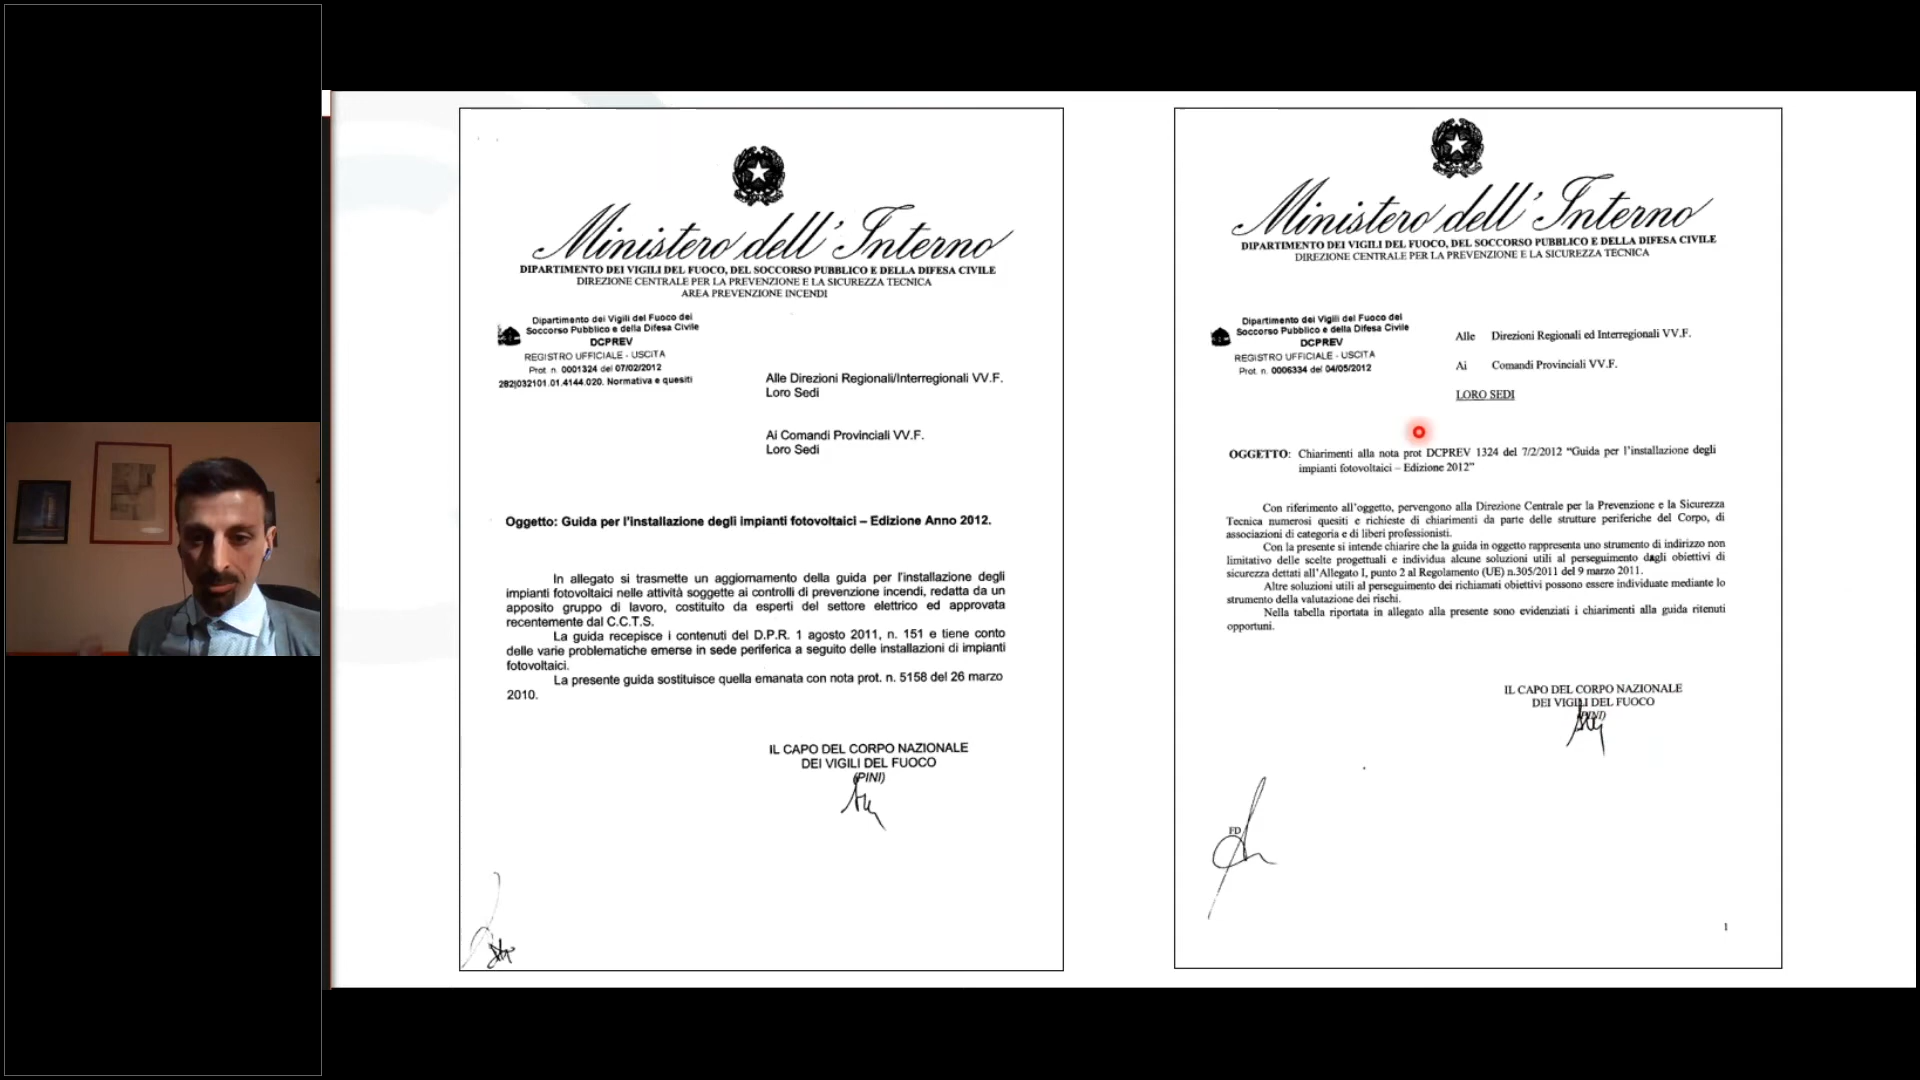 Ministero dell'Interno
DIPARTIMENTO DEI VIGILI DEL FUOCO, DEL SOCCORSO PUBBLICO E DELLA DIFESA CIVILE
DIREZIONE CENTRALE PER LA PREVENZIONE E LA SICUREZZA TECNICA
AREA PREVENZIONE INCENDI
Dipartimento dei Vigili del Fuoco del
Soccorso Pubblico e della Difesa Civile
DCPREV
REGISTRO UFFICIALE - USCITA
Prot. n. 0001324 del 07/02/2012
282|032101.01.4144.020. Normativa e quesiti
Alle Direzioni Regionali/Interregionali VV.F.
Loro Sedi
Ai Comandi Provinciali VV.F.
Loro Sedi
Oggetto: Guida per l'installazione degli impianti fotovoltaici – Edizione Anno 2012.
In allegato si trasmette un aggiornamento della guida per l'installazione degli
impianti fotovoltaici nelle attività soggette ai controlli di prevenzione incendi, redatta da un
apposito gruppo di lavoro, costituito da esperti del settore elettrico ed approvata
recentemente dal C.C.T.S.
La guida recepisce i contenuti del D.P.R. 1 agosto 2011, n. 151 e tiene conto
delle varie problematiche emerse in sede periferica a seguito delle installazioni di impianti
fotovoltaici.
La presente guida sostituisce quella emanata con nota prot. n. 5158 del 26 marzo
2010.
IL CAPO DEL CORPO NAZIONALE
DEI VIGILI DEL FUOCO
(PINI)
Ministero dell'Interno
DIPARTIMENTO DEI VIGILI DEL FUOCO, DEL SOCCORSO PUBBLICO E DELLA DIFESA CIVILE
DIREZIONE CENTRALE PER LA PREVENZIONE E LA SICUREZZA TECNICA
Dipartimento dei Vigili del Fuoco del
Soccorso Pubblico e della Difesa Civile
DCPREV
REGISTRO UFFICIALE - USCITA
Prot. n. 0006334 del 04/05/2012
Alle Direzioni Regionali ed Interregionali VV.F.
Ai Comandi Provinciali VV.F.
LORO SEDI
OGGETTO: Chiarimenti alla nota prot DCPREV 1324 del 7/2/2012 "Guida per l'installazione degli
impianti fotovoltaici – Edizione 2012"
Con riferimento all'oggetto, pervengono alla Direzione Centrale per la Prevenzione e la Sicurezza
Tecnica numerosi quesiti e richieste di chiarimenti da parte delle strutture periferiche del Corpo, di
associazioni di categoria e di liberi professionisti.
Con la presente si intende chiarire che la guida in oggetto rappresenta uno strumento di indirizzo non
limitativo delle scelte progettuali e individua alcune soluzioni utili al perseguimento dagli obiettivi di
sicurezza dettati all'Allegato I, punto 2 al Regolamento (UE) n.305/2011 del 9 marzo 2011.
Altre soluzioni utili al perseguimento dei richiamati obiettivi possono essere individuate mediante lo
strumento della valutazione dei rischi.
Nella tabella riportata in allegato alla presente sono evidenziati i chiarimenti alla guida ritenuti
opportuni.
IL CAPO DEL CORPO NAZIONALE
DEI VIGILI DEL FUOCO
(PINI)
FD
1